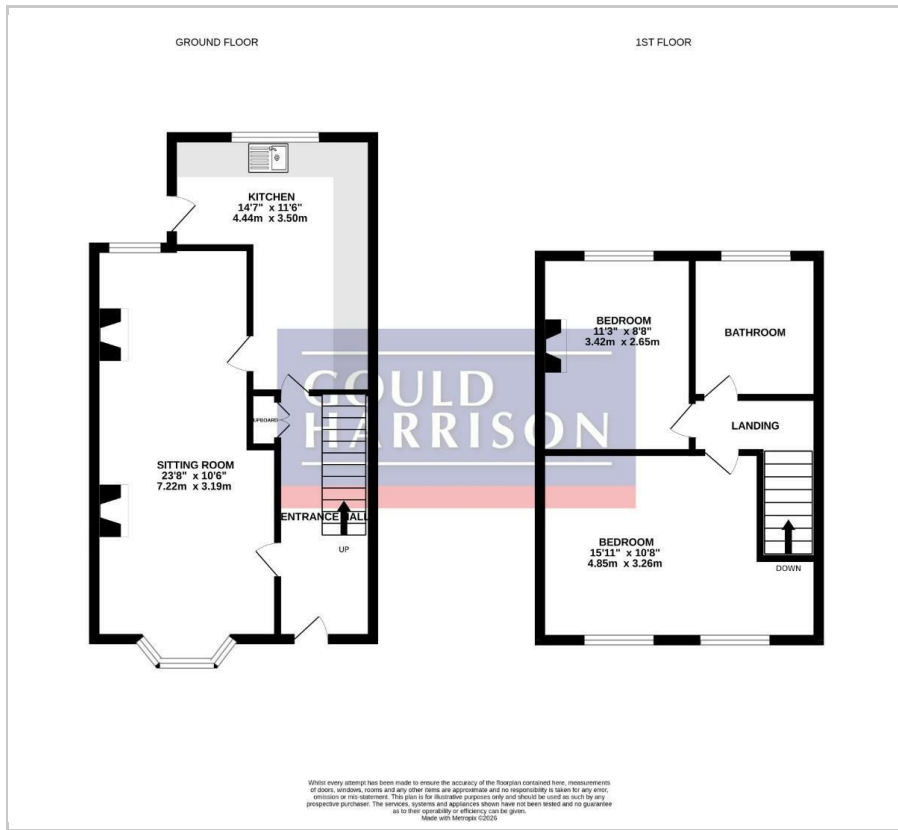 GROUND FLOOR
1ST FLOOR
KITCHEN
14'7" x 11'6"
4.44m x 3.50m
BEDROOM
11'3" x 8'8"
3.42m x 2.65m
BATHROOM
GOULD
HARRISON
LANDING
UPBOARD
SITTING ROOM
23'8" x 10'6"
7.22m x 3.19m
ENTRANCE HALL
UP
BEDROOM
15'11" x 10'8"
4.85m x 3.26m
DOWN
Whilst every attempt has been made to ensure the accuracy of the floorplan contained here, measurements
of doors, windows, rooms and any other items are approximate and no responsibility is taken for any error,
omission or mis-statement. This plan is for illustrative purposes only and should be used as such by any
prospective purchaser. The services, systems and appliances shown have not been tested and no guarantee
as to their operability or efficiency can be given.
Made with Metropix ©2026